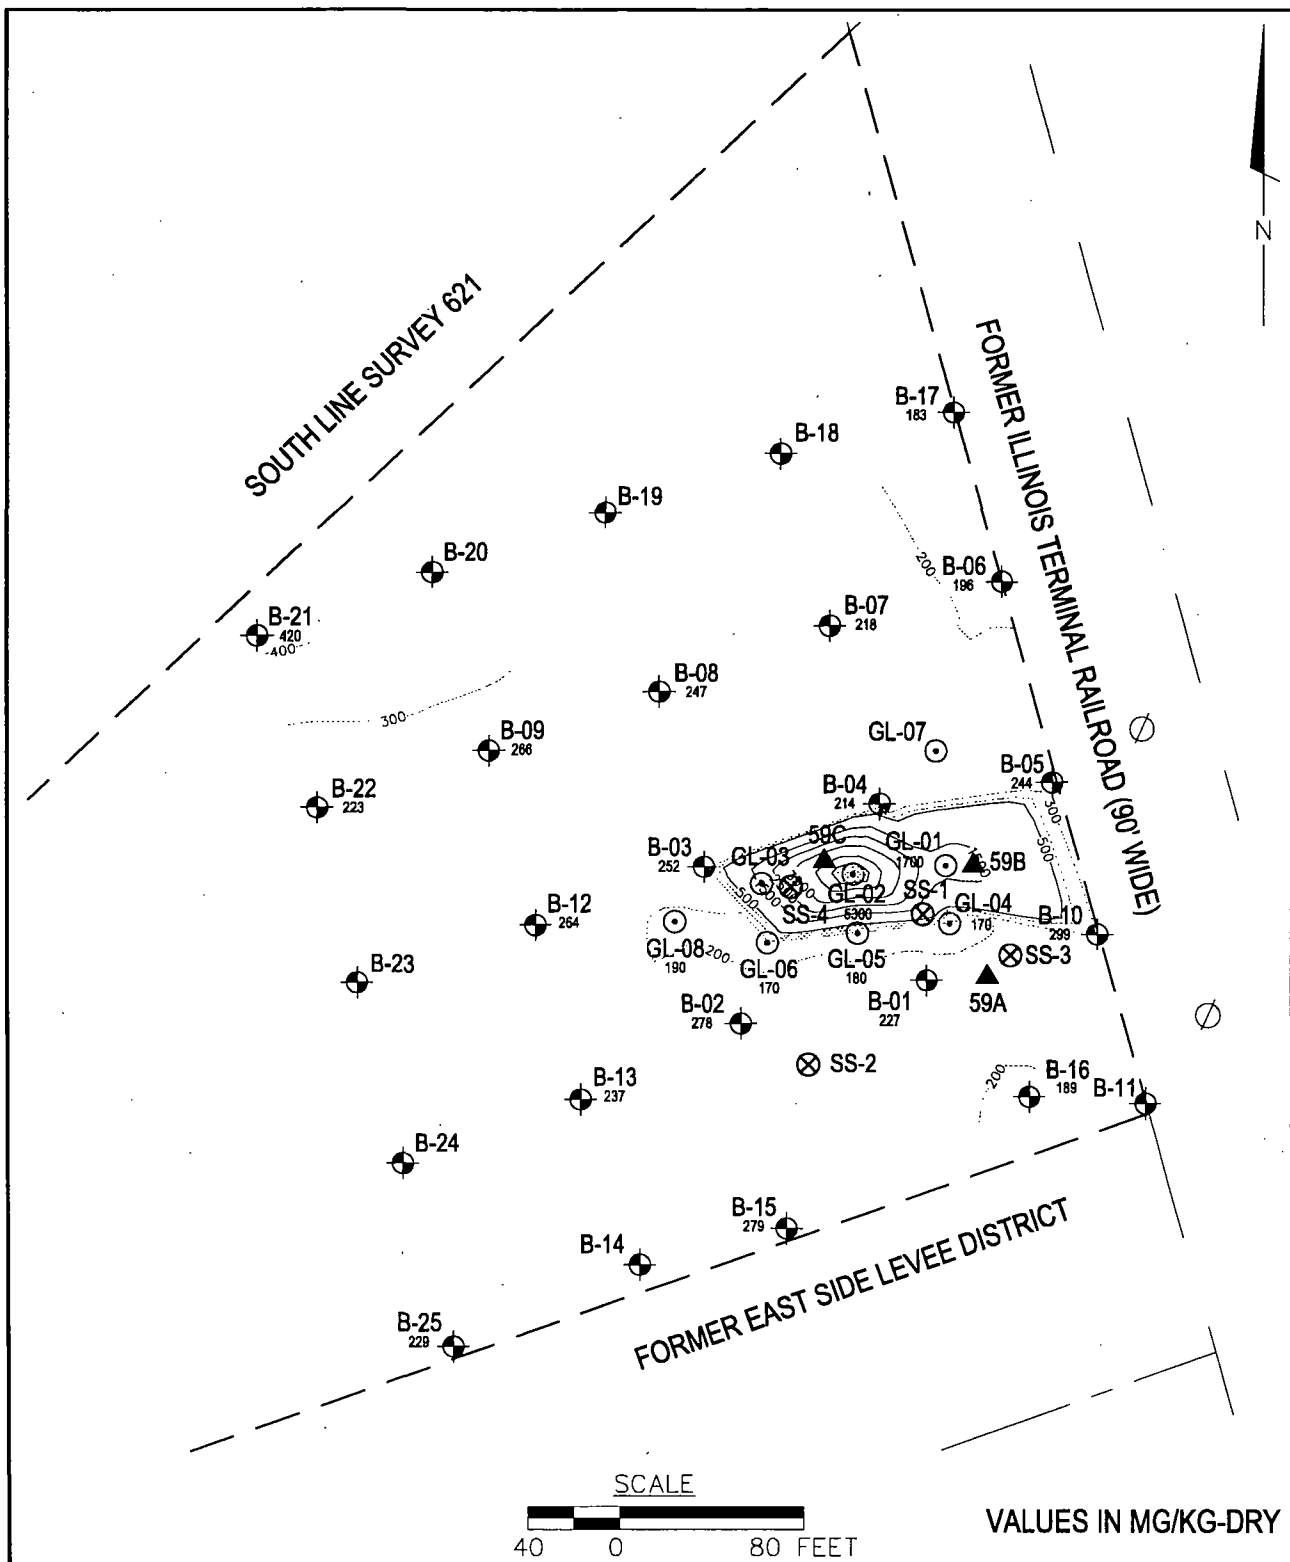 N
SOUTH LINE SURVEY 621
FORMER ILLINOIS TERMINAL RAILROAD (90' WIDE)
B-17
183
B-18
B-19
B-20
B-21
420
400
200
B-06
196
B-07
218
B-08
247
300
B-09
266
B-22
223
GL-07
B-05
244
300
B-04
214
500
59C
GL-01
1700
59B
B-03
252
GL-03
500
GL-02
5300
SS-1
SS-4
GL-04
170
B-10
299
B-12
264
GL-08
190
200
GL-06
170
GL-05
180
SS-3
B-23
B-01
227
59A
B-02
278
SS-2
200
B-16
189
B-11
B-13
237
B-24
B-15
279
B-14
B-25
229
FORMER EAST SIDE LEVEE DISTRICT
SCALE
40 0 80 FEET
VALUES IN MG/KG-DRY